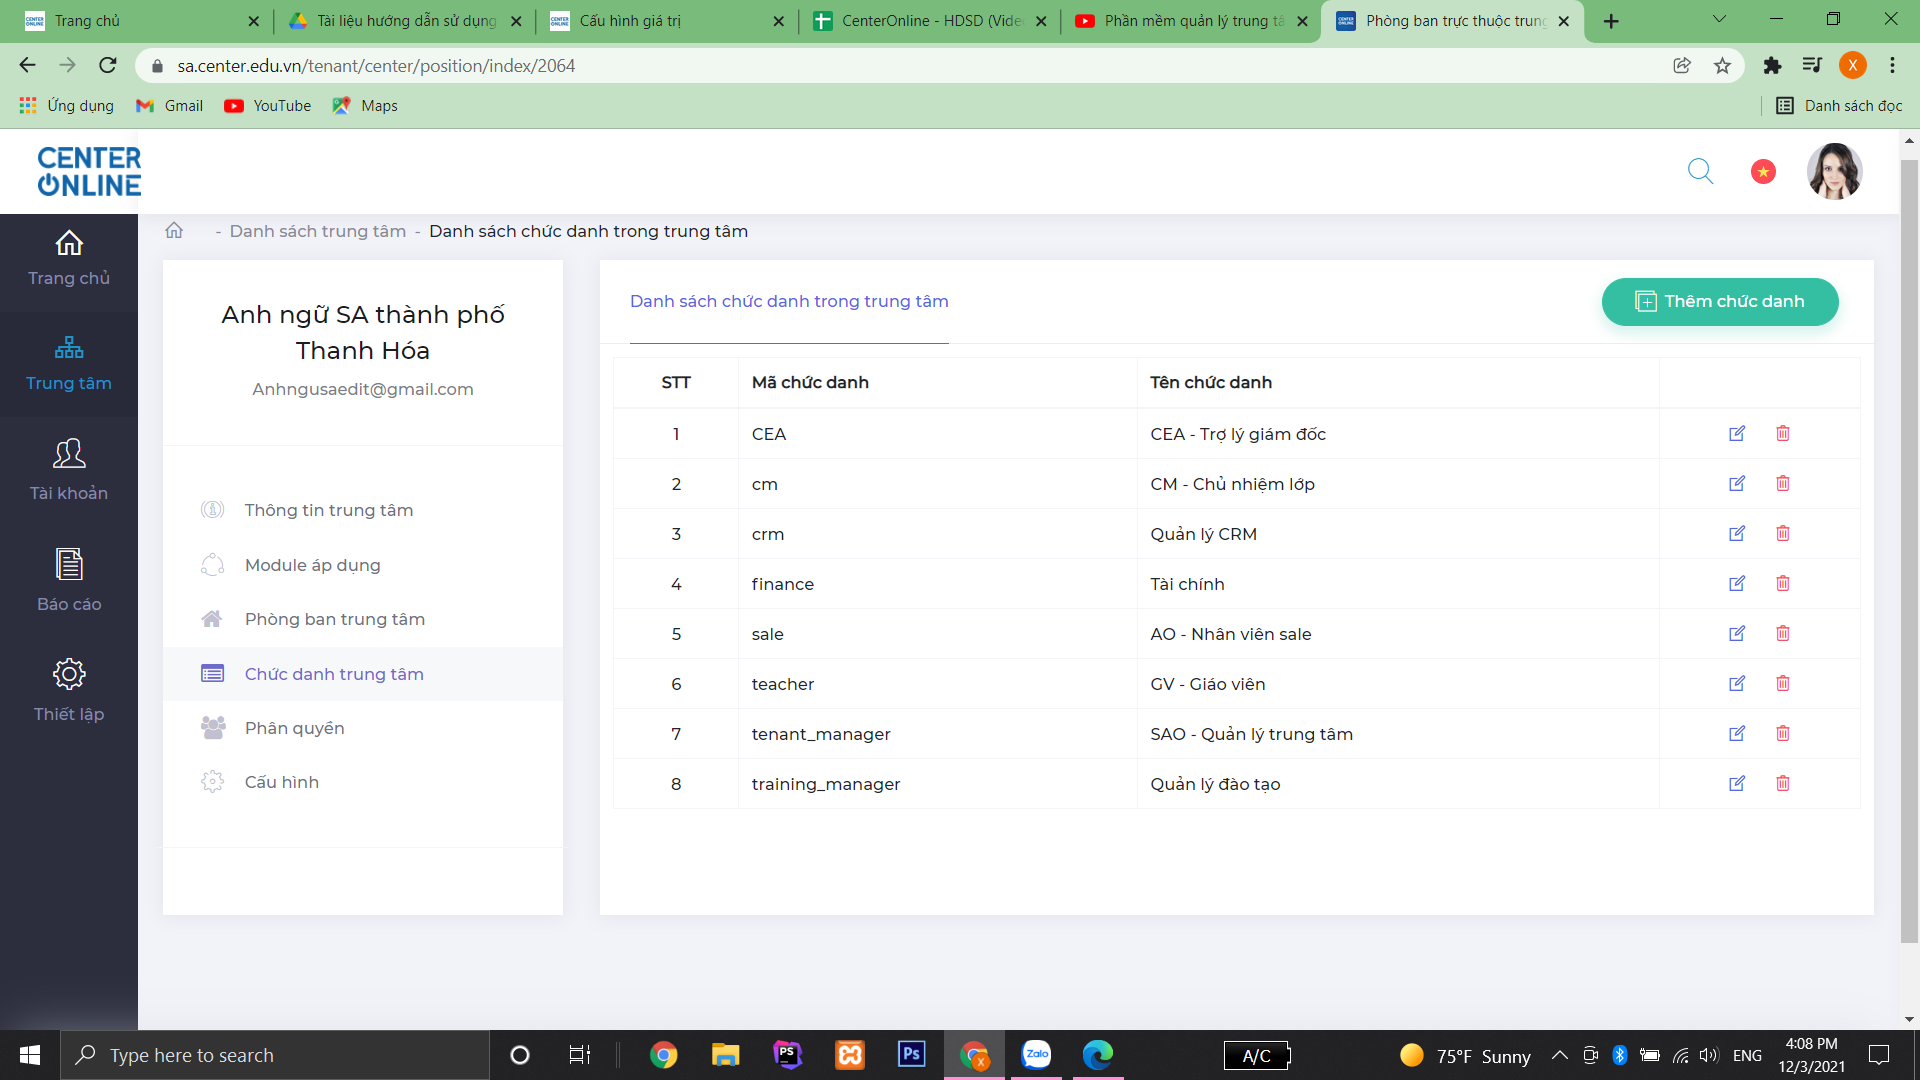 Trang chủ
Tài liệu hướng dẫn sử dụng
Cấu hình giá trị
CenterOnline - HDSD (Vide
Phần mềm quản lý trung tâ
Phòng ban trực thuộc trung
sa.center.edu.vn/tenant/center/position/index/2064
X
Ứng dụng
Gmail
YouTube
Maps
Danh sách đọc
CENTER
ONLINE
- Danh sách trung tâm - Danh sách chức danh trong trung tâm
Trang chủ
Trung tâm
Tài khoản
Báo cáo
Thiết lập
Anh ngữ SA thành phố
Thanh Hóa
Anhngusaedit@gmail.com
Thông tin trung tâm
Module áp dụng
Phòng ban trung tâm
Chức danh trung tâm
Phân quyền
Cấu hình
Danh sách chức danh trong trung tâm
Thêm chức danh
STT Mã chức danh Tên chức danh
1 CEA CEA - Trợ lý giám đốc
2 cm CM - Chủ nhiệm lớp
3 crm Quản lý CRM
4 finance Tài chính
5 sale AO - Nhân viên sale
6 teacher GV - Giáo viên
7 tenant_manager SAO - Quản lý trung tâm
8 training_manager Quản lý đào tạo
Type here to search
PS
Ps
X
Zalo
A/C
75°F Sunny
ENG
4:08 PM
12/3/2021